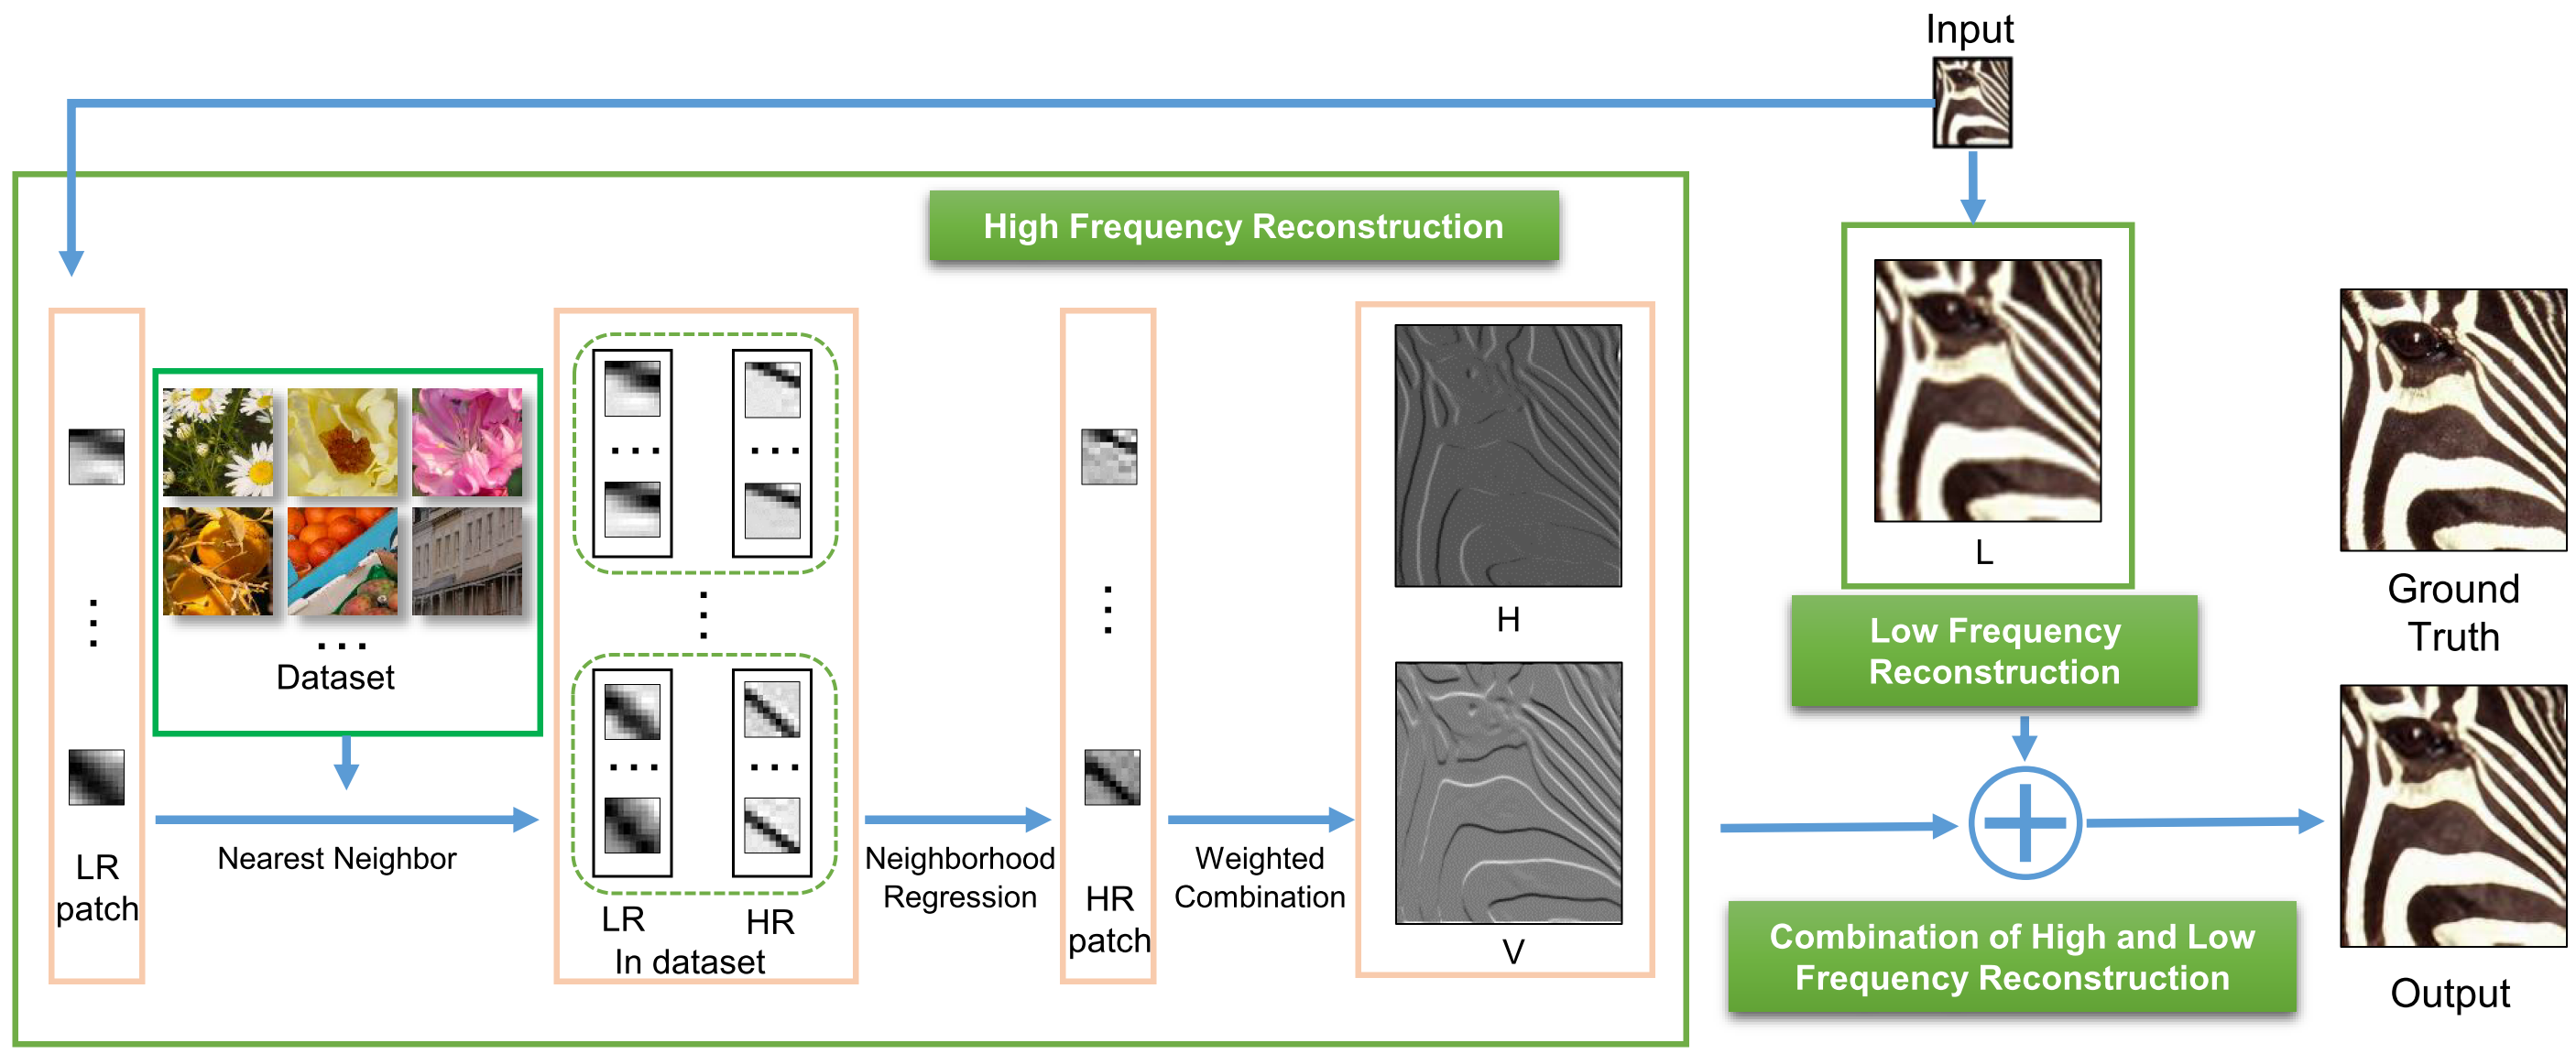 Input
High Frequency Reconstruction
LR
patch
...
Dataset
Nearest Neighbor
LR
HR
In dataset
Neighborhood
Regression
HR
patch
Weighted
Combination
H
V
L
Low Frequency
Reconstruction
Combination of High and Low
Frequency Reconstruction
Ground
Truth
Output